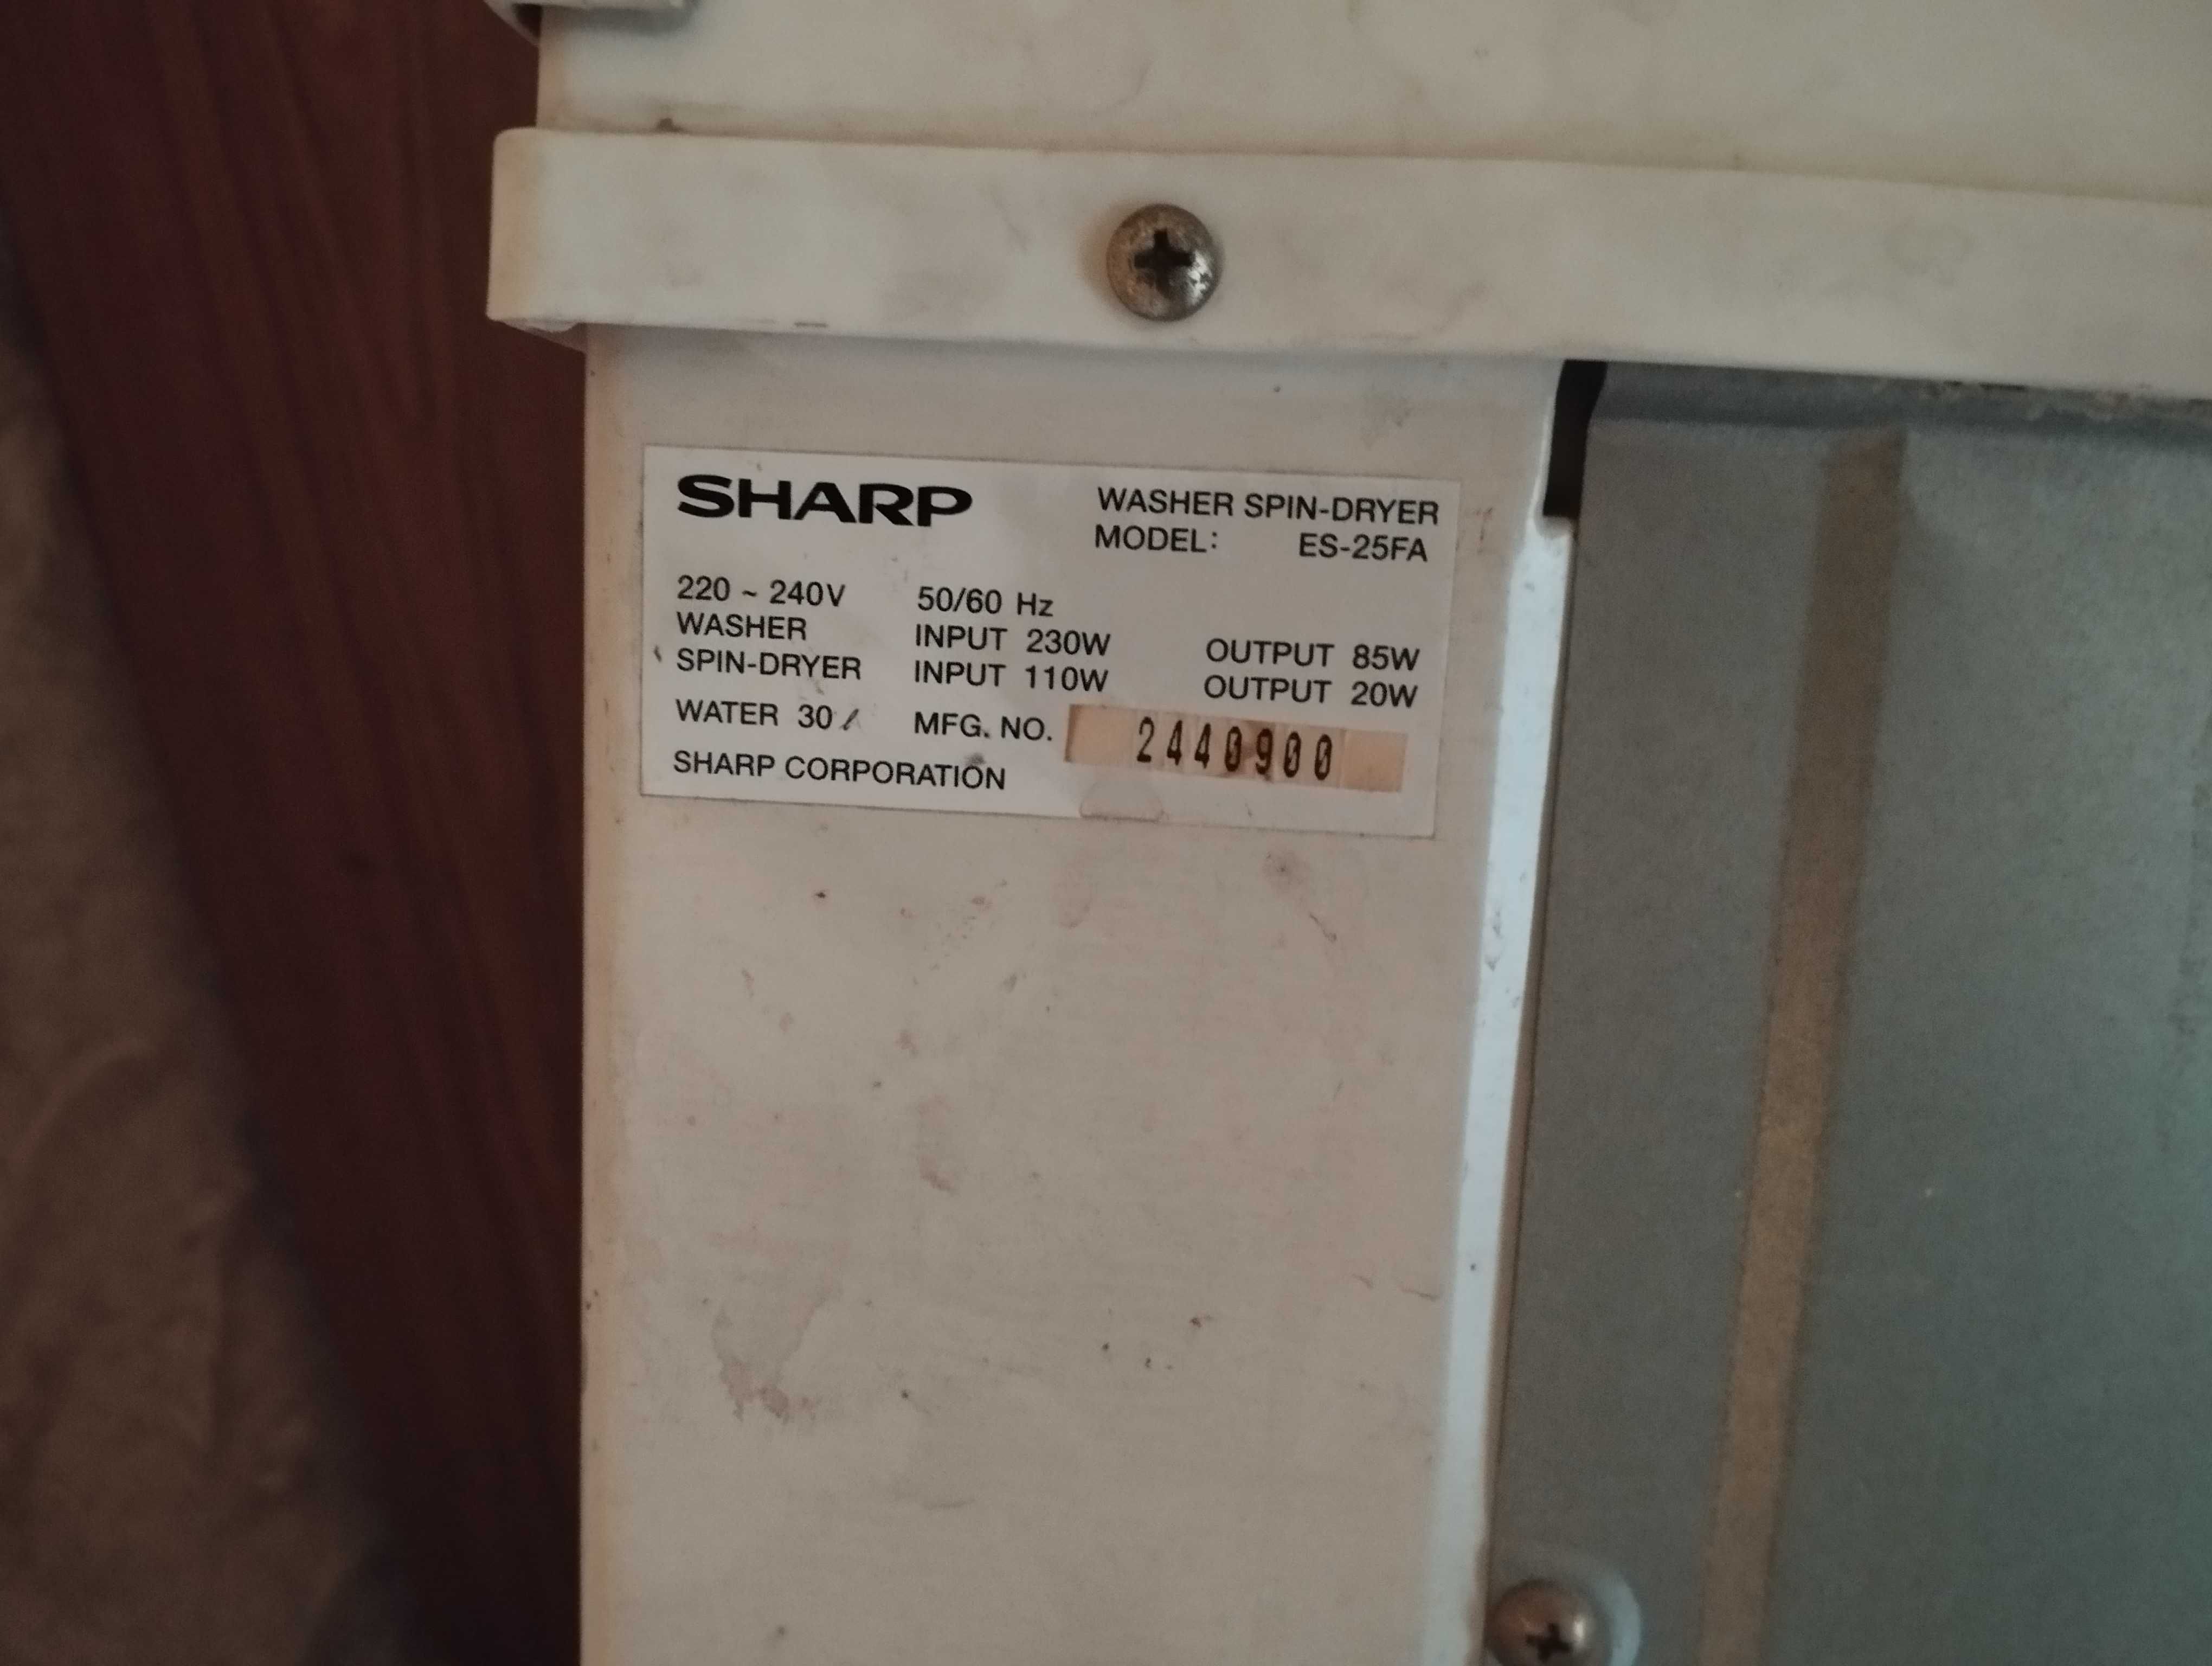 SHARP
WASHER SPIN-DRYER
MODEL: ES-25FA
220 ~ 240V 50/60 Hz
WASHER INPUT 230W OUTPUT 85W
SPIN-DRYER INPUT 110W OUTPUT 20W
WATER 30 ℓ MFG. NO. 2440900
SHARP CORPORATION